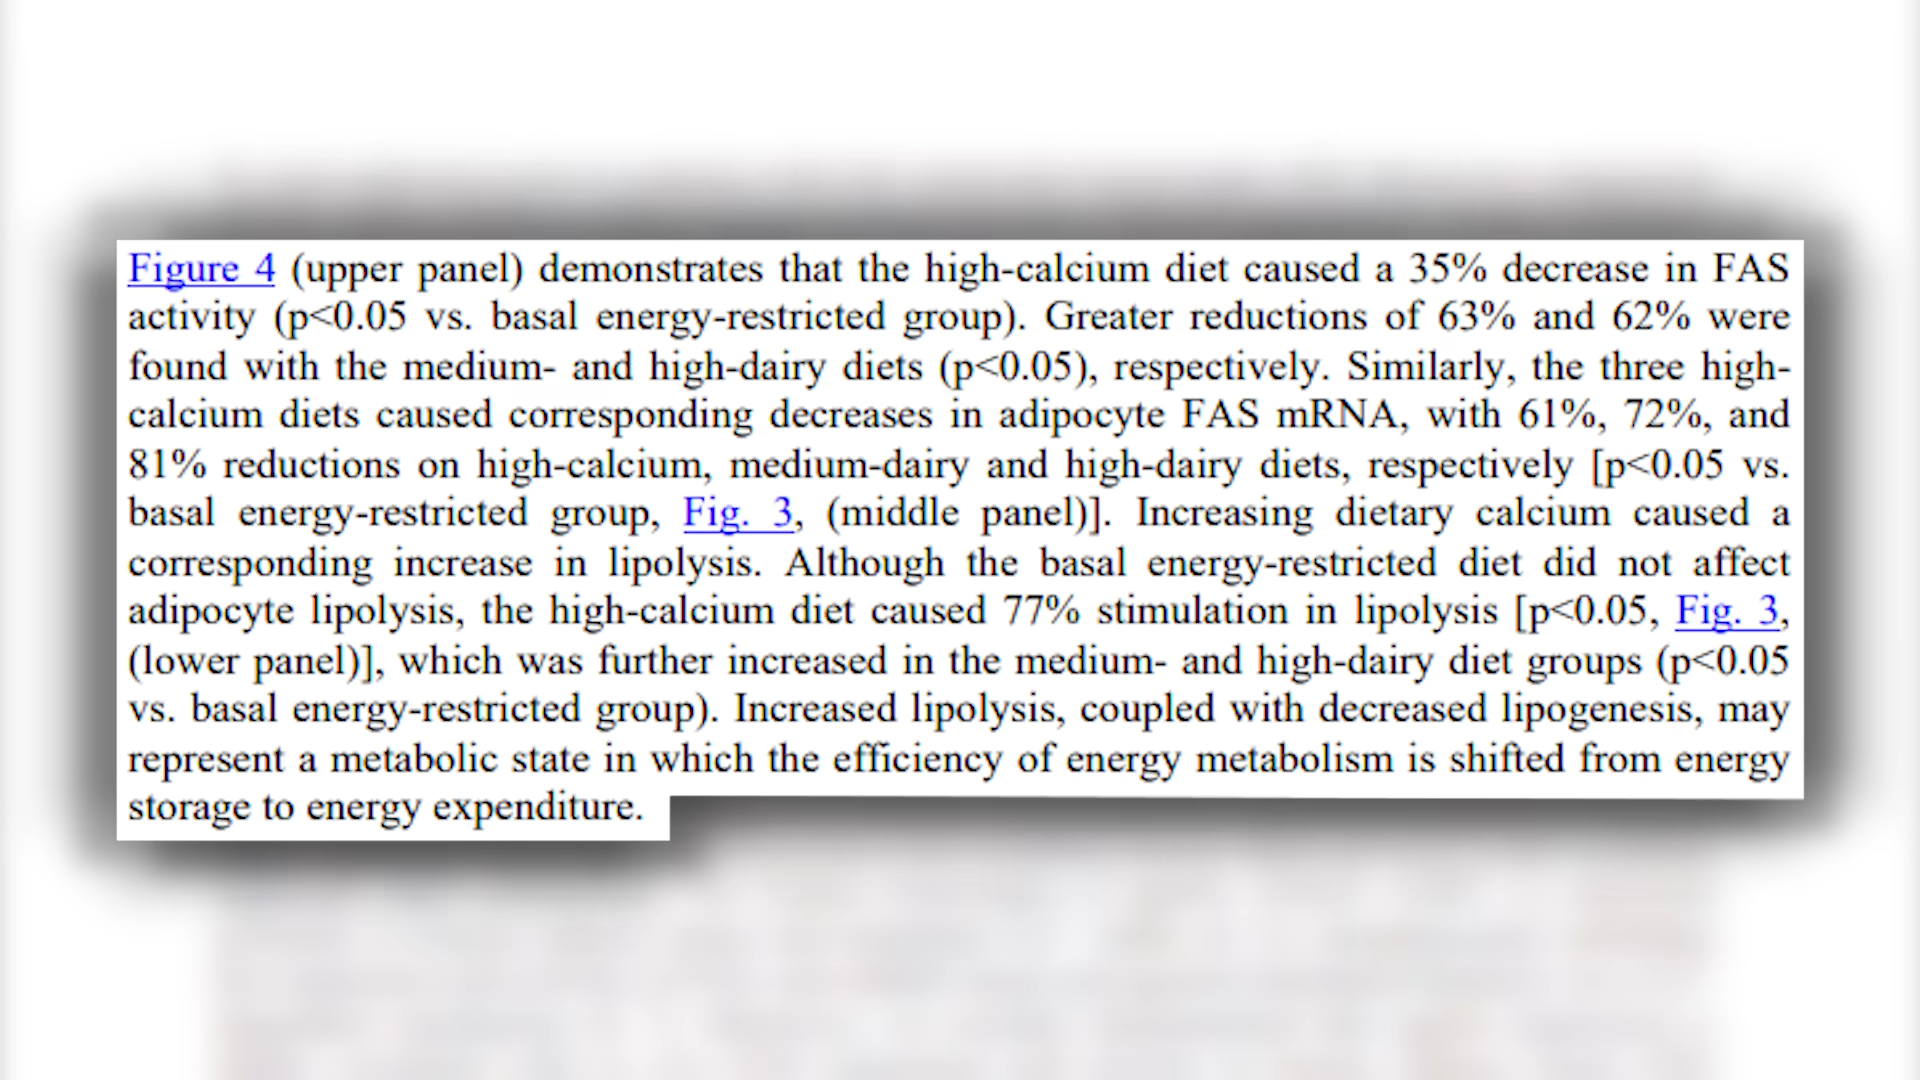 Figure 4 (upper panel) demonstrates that the high-calcium diet caused a 35% decrease in FAS
activity (p<0.05 vs. basal energy-restricted group). Greater reductions of 63% and 62% were
found with the medium- and high-dairy diets (p<0.05), respectively. Similarly, the three high-
calcium diets caused corresponding decreases in adipocyte FAS mRNA, with 61%, 72%, and
81% reductions on high-calcium, medium-dairy and high-dairy diets, respectively [p<0.05 vs.
basal energy-restricted group, Fig. 3, (middle panel)]. Increasing dietary calcium caused a
corresponding increase in lipolysis. Although the basal energy-restricted diet did not affect
adipocyte lipolysis, the high-calcium diet caused 77% stimulation in lipolysis [p<0.05, Fig. 3,
(lower panel)], which was further increased in the medium- and high-dairy diet groups (p<0.05
vs. basal energy-restricted group). Increased lipolysis, coupled with decreased lipogenesis, may
represent a metabolic state in which the efficiency of energy metabolism is shifted from energy
storage to energy expenditure.